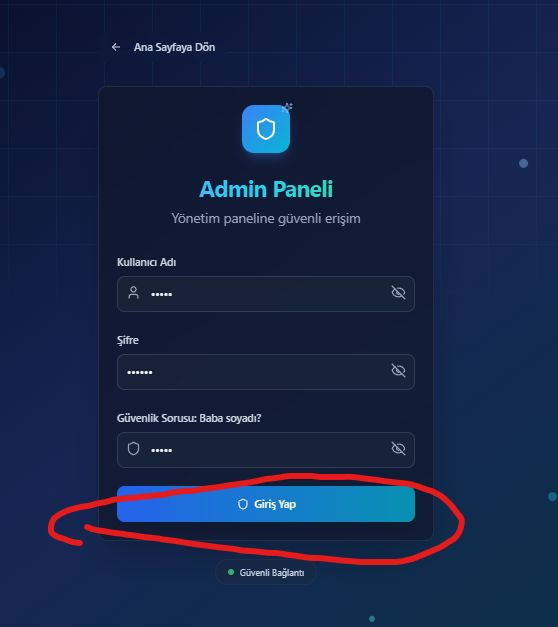 Ana Sayfaya Dön
Admin Paneli
Yönetim paneline güvenli erişim
Kullanıcı Adı
•••••
Şifre
••••••
Güvenlik Sorusu: Baba soyadı?
•••••
Giriş Yap
Güvenli Bağlantı